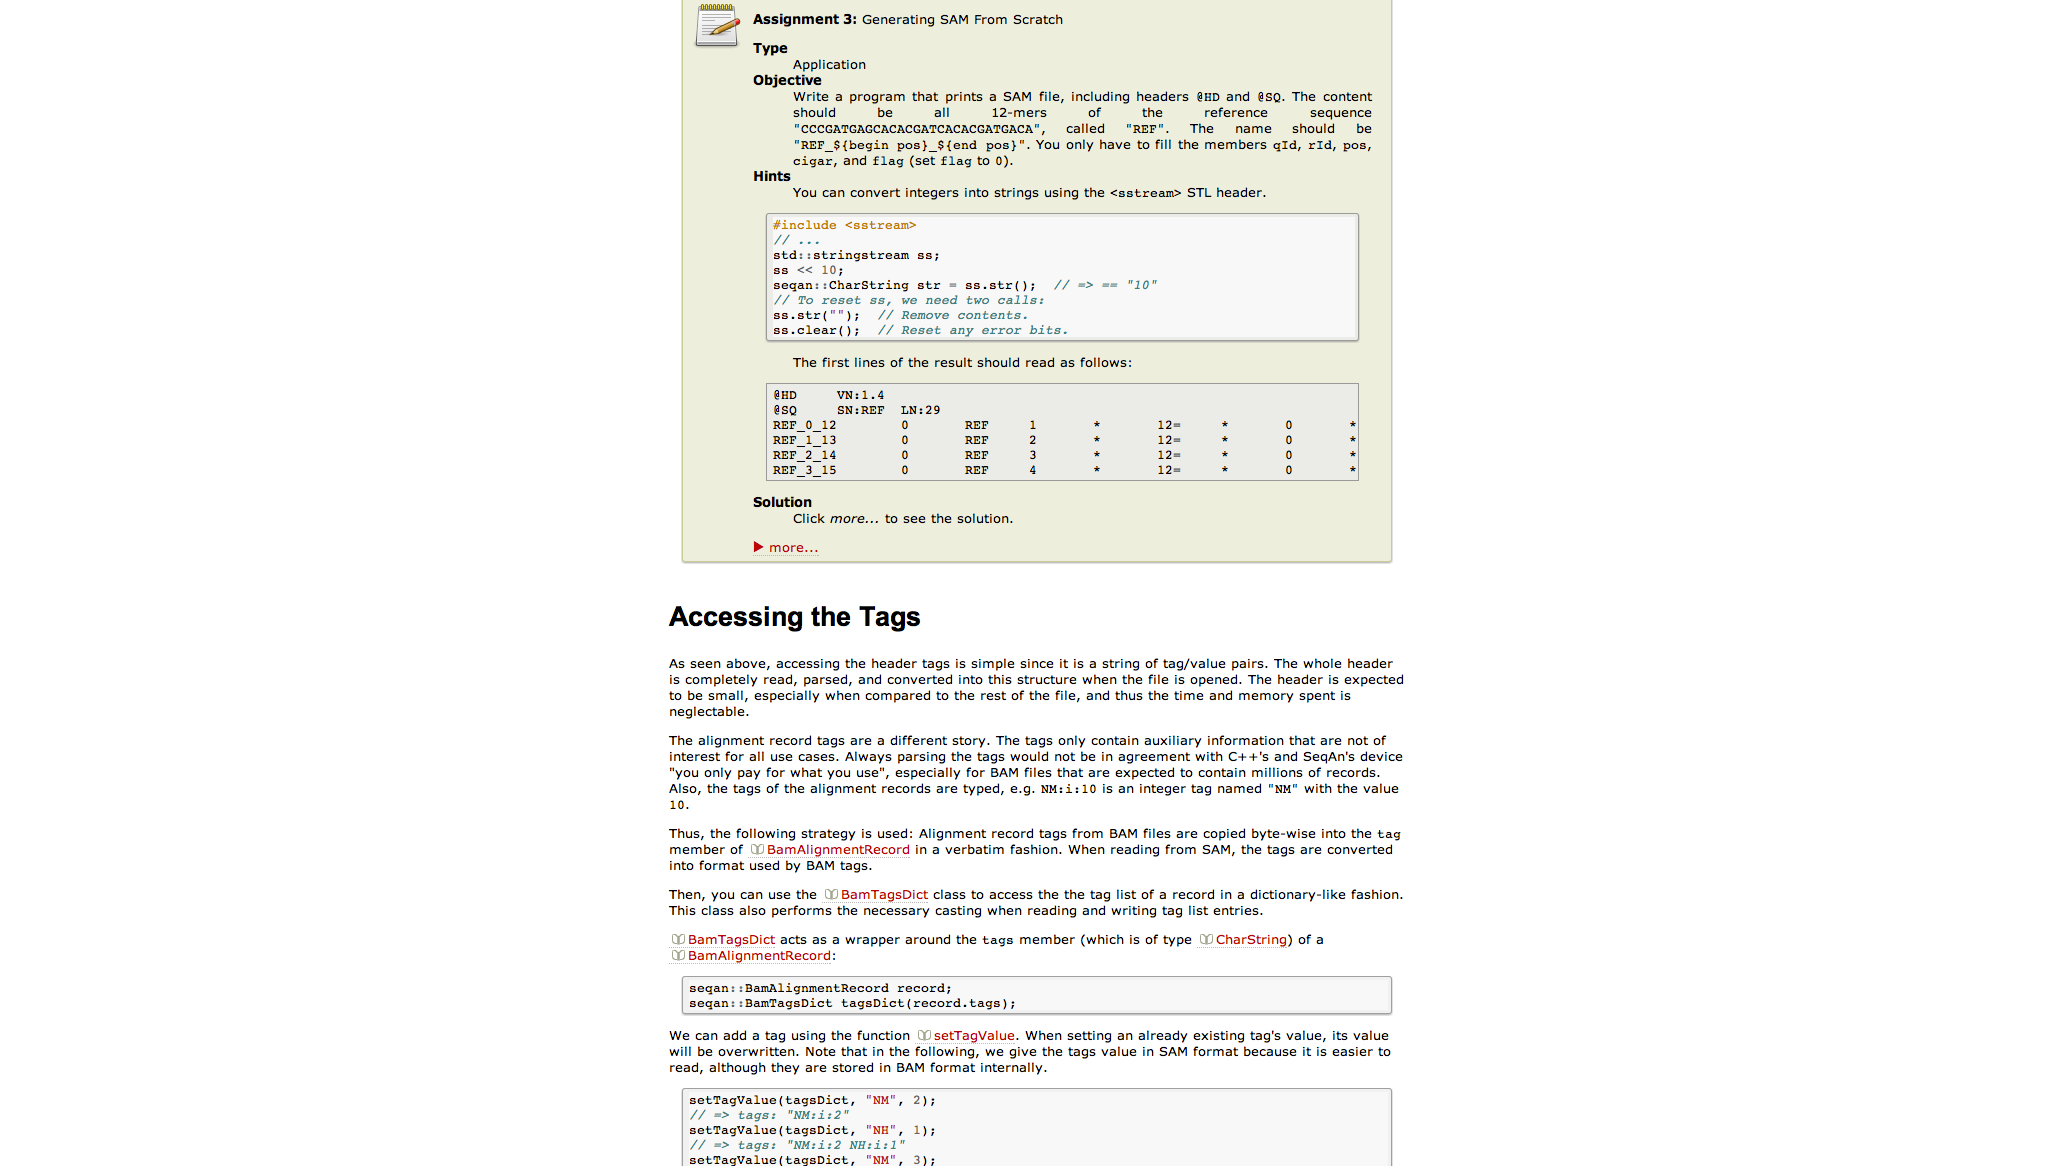 Assignment 3: Generating SAM From Scratch
Type
Application
Objective
Write a program that prints a SAM file, including headers @HD and @SQ. The content
should be all 12-mers of the reference sequence
"CCCGATGAGCACACGATCACACGATGACA", called "REF". The name should be
"REF_${begin pos}_${end pos}". You only have to fill the members qId, rId, pos,
cigar, and flag (set flag to 0).
Hints
You can convert integers into strings using the <sstream> STL header.
#include <sstream>
// ...
std::stringstream ss;
ss << 10;
seqan::CharString str = ss.str();  // => == "10"
// To reset ss, we need two calls:
ss.str("");  // Remove contents.
ss.clear();  // Reset any error bits.
The first lines of the result should read as follows:
@HD     VN:1.4
@SQ     SN:REF  LN:29
REF_0_12        0       REF     1       *       12=     *       0       *
REF_1_13        0       REF     2       *       12=     *       0       *
REF_2_14        0       REF     3       *       12=     *       0       *
REF_3_15        0       REF     4       *       12=     *       0       *
Solution
Click more... to see the solution.
more...
Accessing the Tags
As seen above, accessing the header tags is simple since it is a string of tag/value pairs. The whole header
is completely read, parsed, and converted into this structure when the file is opened. The header is expected
to be small, especially when compared to the rest of the file, and thus the time and memory spent is
neglectable.
The alignment record tags are a different story. The tags only contain auxiliary information that are not of
interest for all use cases. Always parsing the tags would not be in agreement with C++'s and SeqAn's device
"you only pay for what you use", especially for BAM files that are expected to contain millions of records.
Also, the tags of the alignment records are typed, e.g. NM:i:10 is an integer tag named "NM" with the value
10.
Thus, the following strategy is used: Alignment record tags from BAM files are copied byte-wise into the tag
member of BamAlignmentRecord in a verbatim fashion. When reading from SAM, the tags are converted
into format used by BAM tags.
Then, you can use the BamTagsDict class to access the the tag list of a record in a dictionary-like fashion.
This class also performs the necessary casting when reading and writing tag list entries.
BamTagsDict acts as a wrapper around the tags member (which is of type CharString) of a
BamAlignmentRecord:
seqan::BamAlignmentRecord record;
seqan::BamTagsDict tagsDict(record.tags);
We can add a tag using the function setTagValue. When setting an already existing tag's value, its value
will be overwritten. Note that in the following, we give the tags value in SAM format because it is easier to
read, although they are stored in BAM format internally.
setTagValue(tagsDict, "NM", 2);
// => tags: "NM:i:2"
setTagValue(tagsDict, "NH", 1);
// => tags: "NM:i:2 NH:i:1"
setTagValue(tagsDict, "NM", 3);